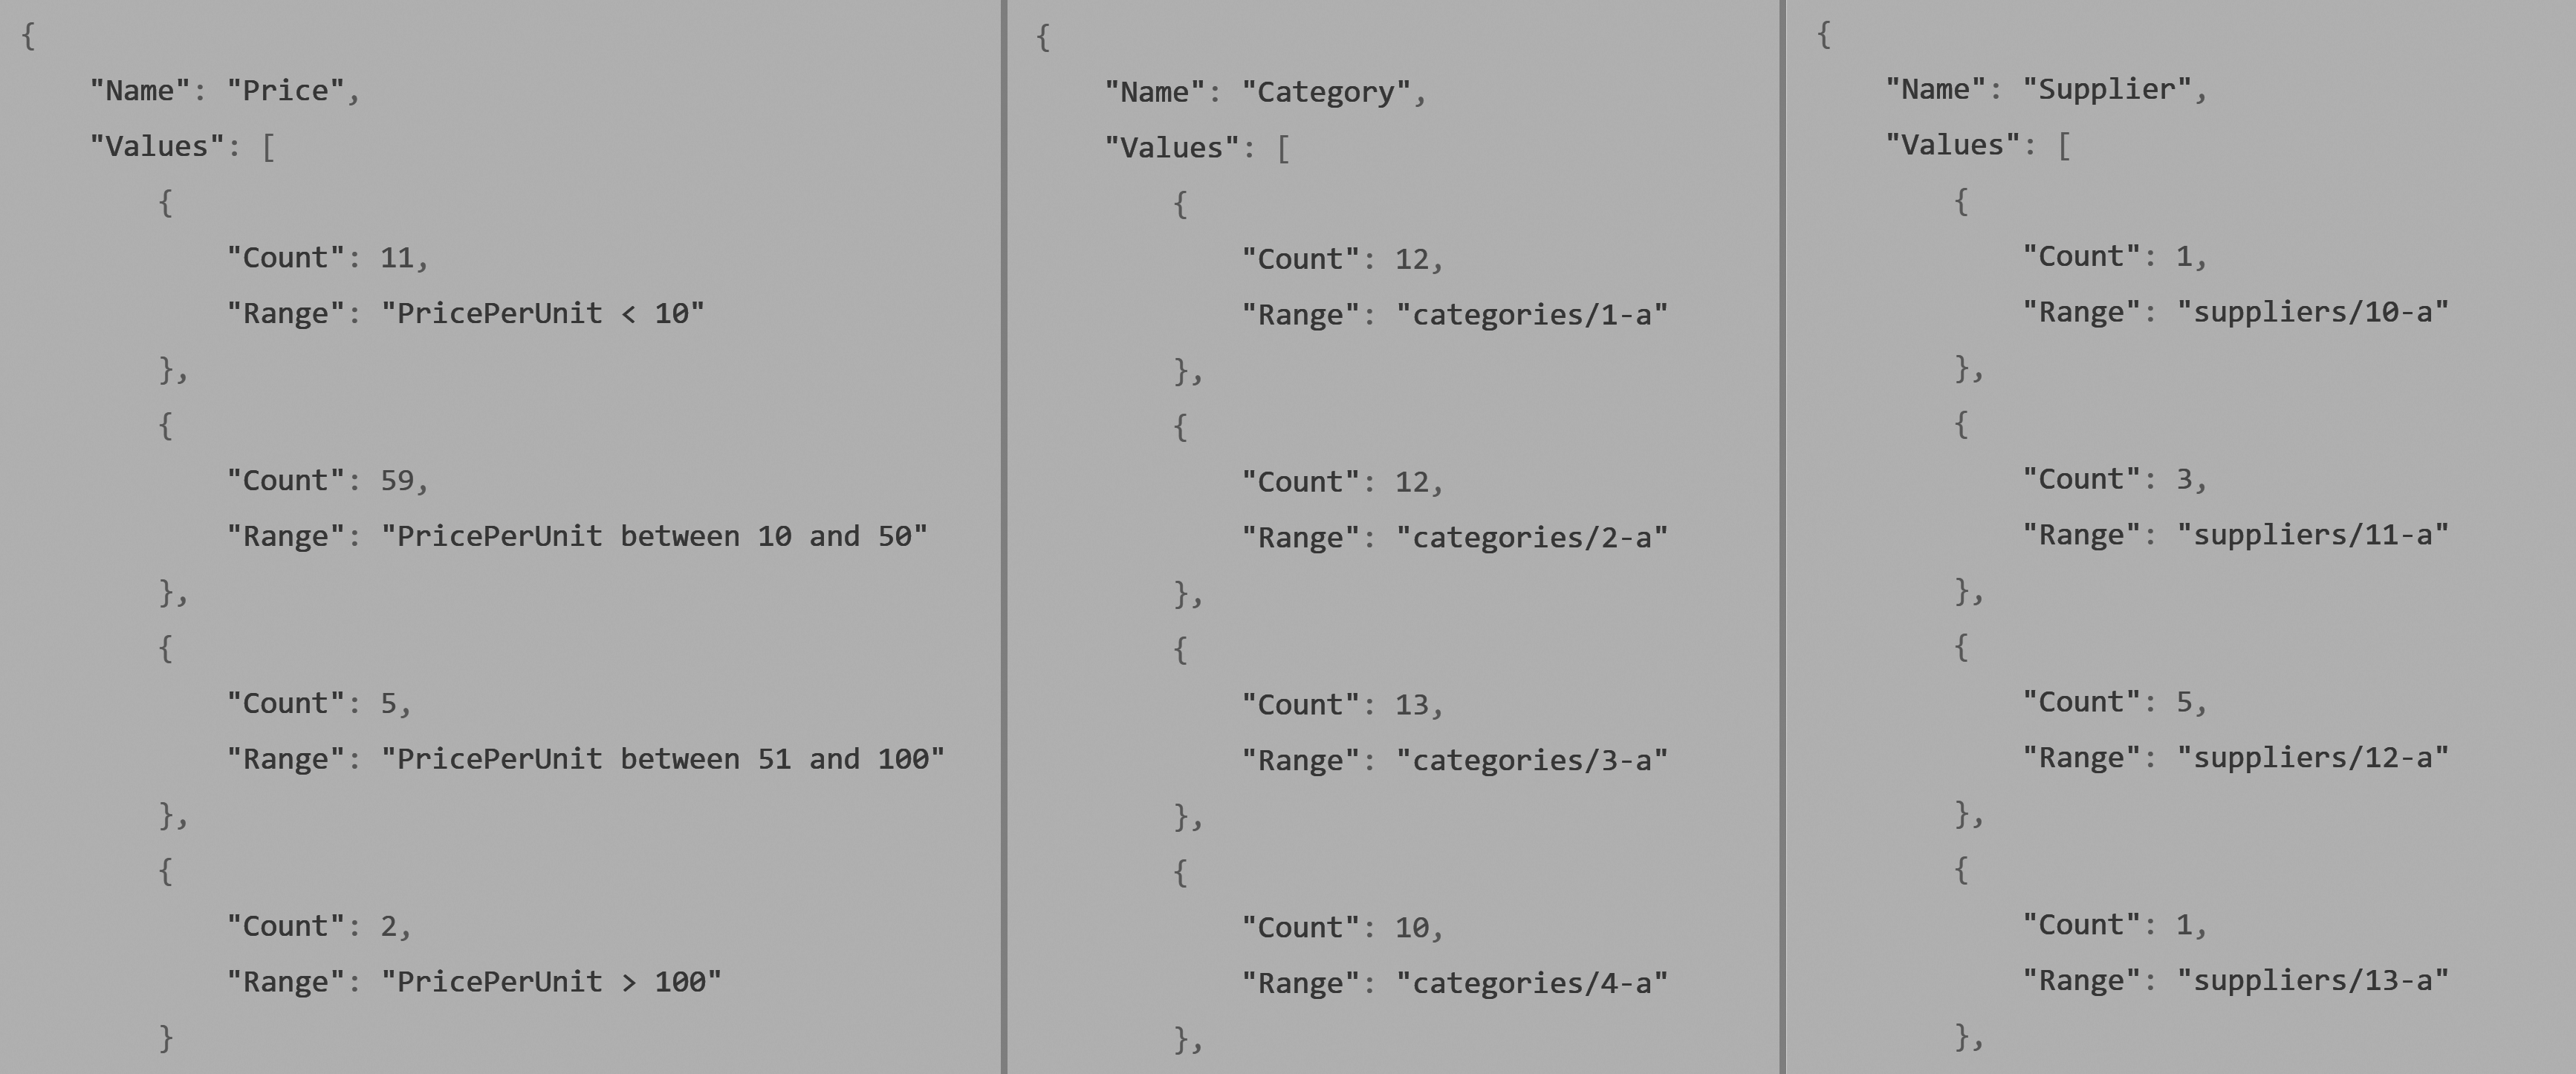 {
"Name": "Price",
"Values": [
{
"Count": 11,
"Range": "PricePerUnit < 10"
},
{
"Count": 59,
"Range": "PricePerUnit between 10 and 50"
},
{
"Count": 5,
"Range": "PricePerUnit between 51 and 100"
},
{
"Count": 2,
"Range": "PricePerUnit > 100"
}
{
"Name": "Category",
"Values": [
{
"Count": 12,
"Range": "categories/1-a"
},
{
"Count": 12,
"Range": "categories/2-a"
},
{
"Count": 13,
"Range": "categories/3-a"
},
{
"Count": 10,
"Range": "categories/4-a"
},
{
"Name": "Supplier",
"Values": [
{
"Count": 1,
"Range": "suppliers/10-a"
},
{
"Count": 3,
"Range": "suppliers/11-a"
},
{
"Count": 5,
"Range": "suppliers/12-a"
},
{
"Count": 1,
"Range": "suppliers/13-a"
},